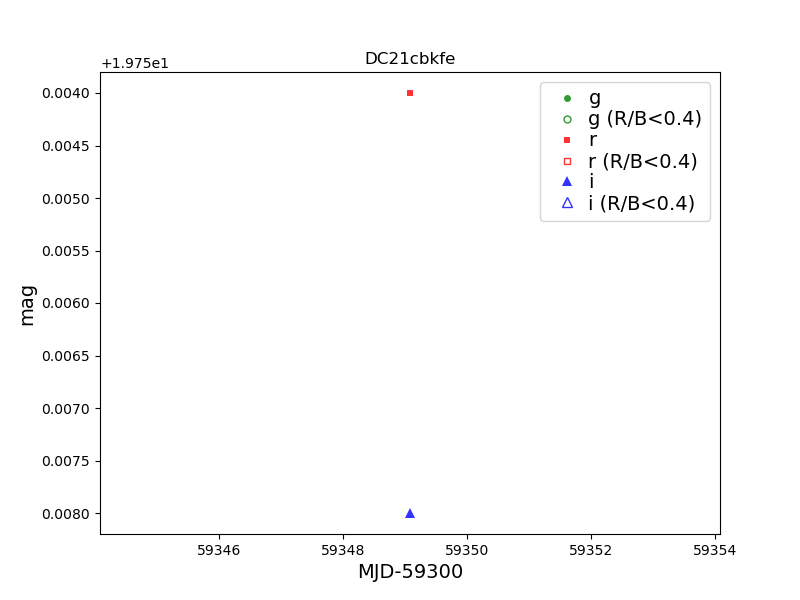 DC21cbkfe
+1.975e1
0.0040
0.0045
0.0050
0.0055
0.0060
0.0065
0.0070
0.0075
0.0080
mag
g
g (R/B<0.4)
r
r (R/B<0.4)
i
i (R/B<0.4)
59346
59348
59350
59352
59354
MJD-59300